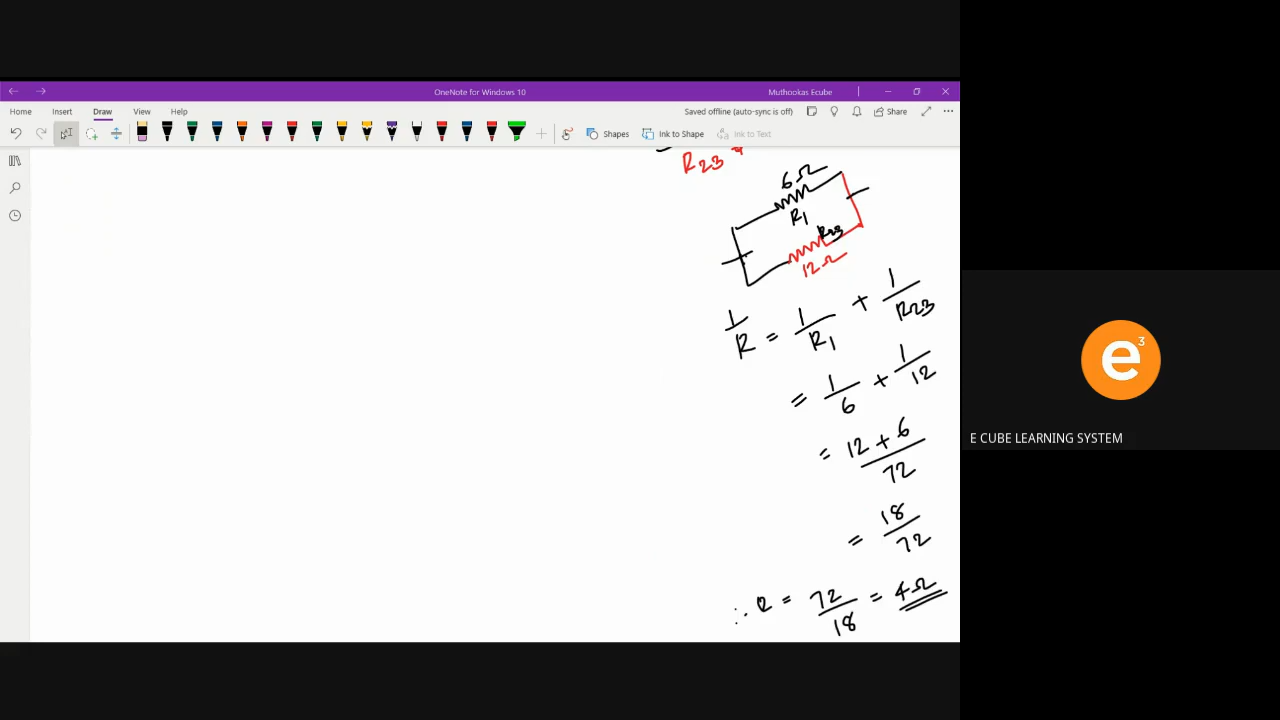 OneNote for Windows 10
Muthookas Ecube
Home Insert Draw View Help
Saved offline (auto-sync is off)
Share
Shapes
Ink to Shape
Ink to Text
R23
6Ω
R1
R23
12Ω
1/R = 1/R1 + 1/R23
= 1/6 + 1/12
= 12 + 6/72
= 18/72
∴ R = 72/18 = 4Ω
e3
E CUBE LEARNING SYSTEM